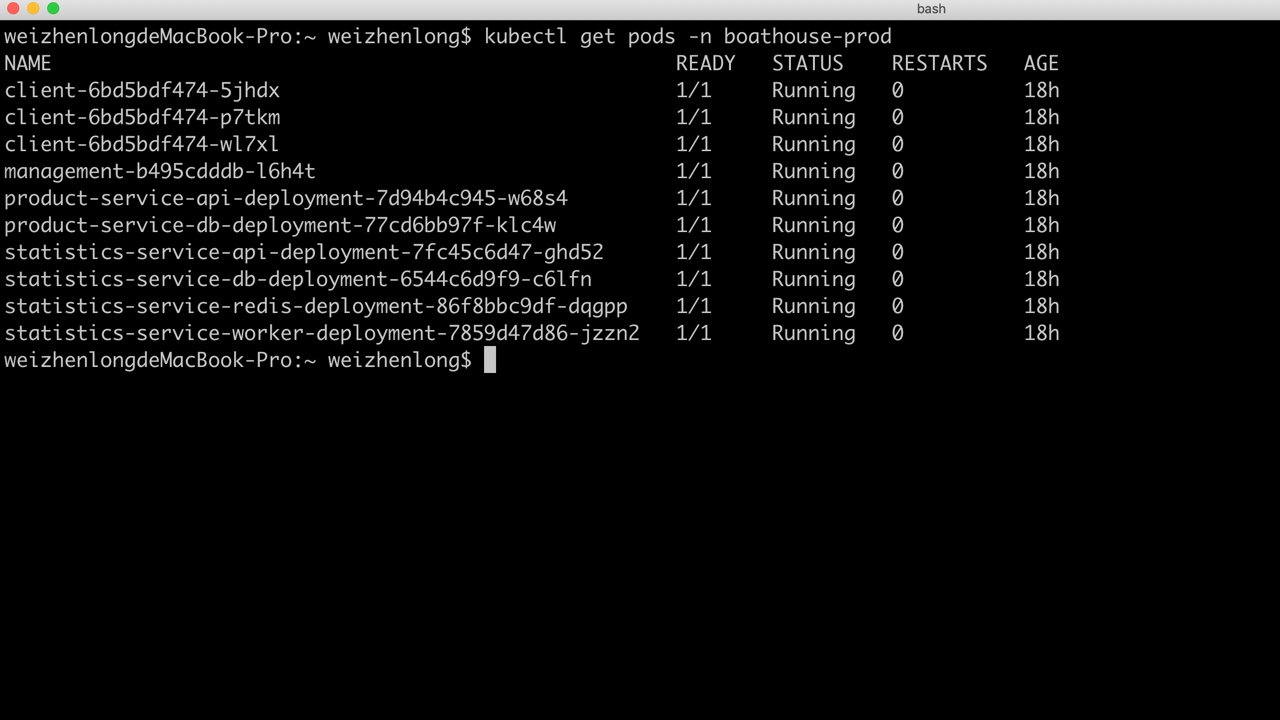 bash
weizhenlongdeMacBook-Pro:~ weizhenlong$ kubectl get pods -n boathouse-prod
NAME READY STATUS RESTARTS AGE
client-6bd5bdf474-5jhdx 1/1 Running 0 18h
client-6bd5bdf474-p7tkm 1/1 Running 0 18h
client-6bd5bdf474-wl7xl 1/1 Running 0 18h
management-b495cdddb-l6h4t 1/1 Running 0 18h
product-service-api-deployment-7d94b4c945-w68s4 1/1 Running 0 18h
product-service-db-deployment-77cd6bb97f-klc4w 1/1 Running 0 18h
statistics-service-api-deployment-7fc45c6d47-ghd52 1/1 Running 0 18h
statistics-service-db-deployment-6544c6d9f9-c6lfn 1/1 Running 0 18h
statistics-service-redis-deployment-86f8bbc9df-dqgpp 1/1 Running 0 18h
statistics-service-worker-deployment-7859d47d86-jzzn2 1/1 Running 0 18h
weizhenlongdeMacBook-Pro:~ weizhenlong$